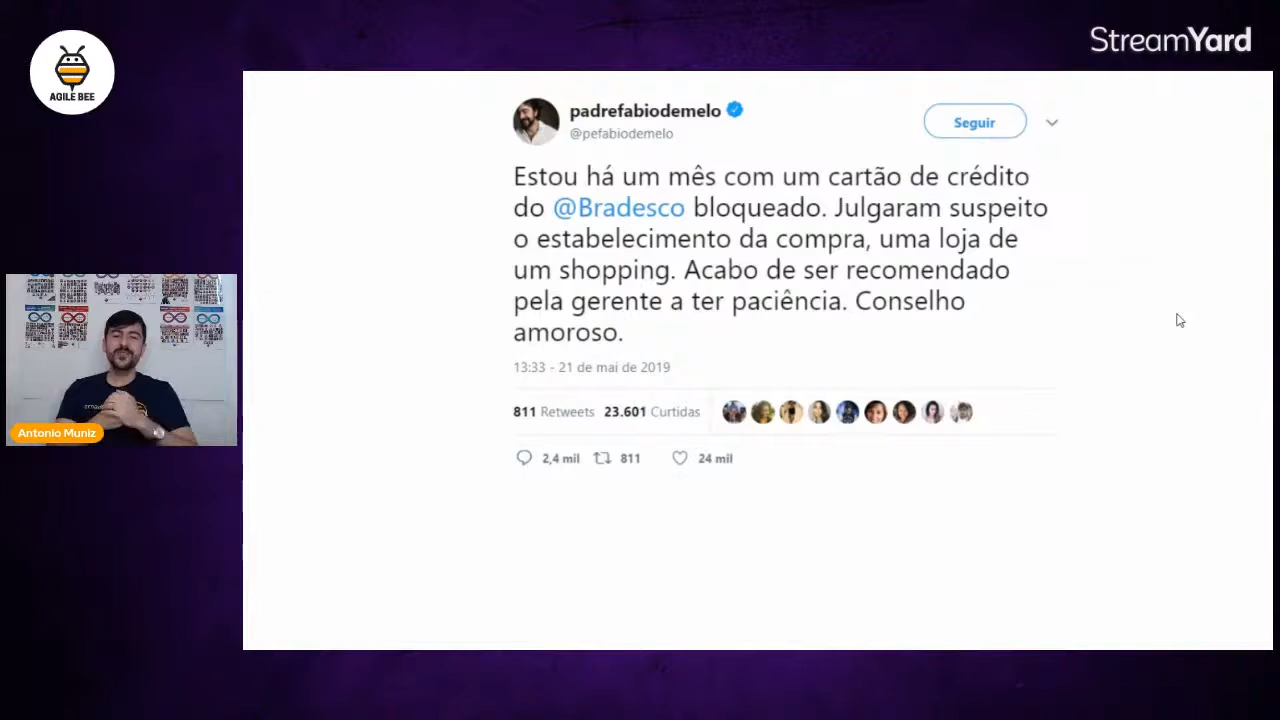 AGILE BEE
StreamYard
padrefabiodemelo
@pefabiodemelo
Seguir
Estou há um mês com um cartão de crédito
do @Bradesco bloqueado. Julgaram suspeito
o estabelecimento da compra, uma loja de
um shopping. Acabo de ser recomendado
pela gerente a ter paciência. Conselho
amoroso.
13:33 - 21 de mai de 2019
811 Retweets 23.601 Curtidas
2,4 mil 811 24 mil
Antonio Muniz